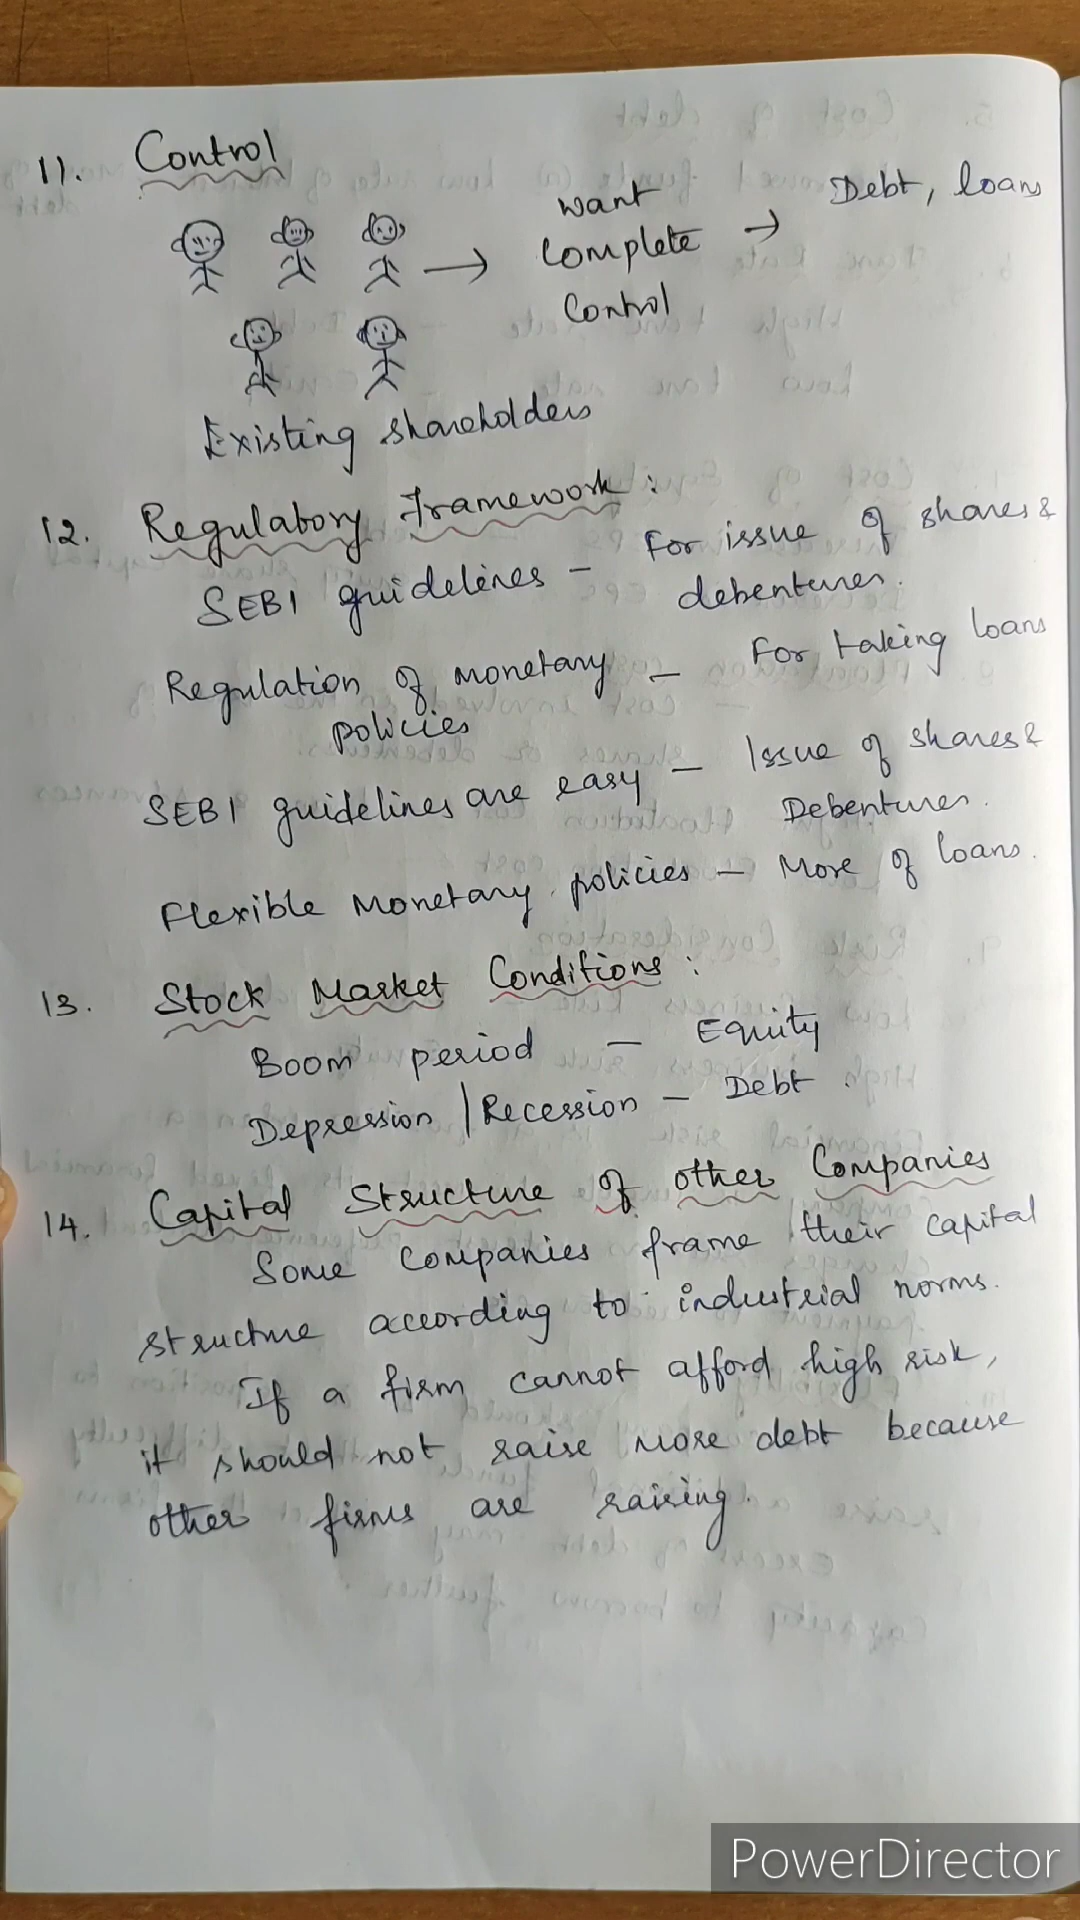 11. Control
want
complete
Control
→ Debt, loans
→
Existing shareholders
12. Regulatory Framework :
SEBI guidelines - For issue of shares &
debentures.
Regulation of monetary - For taking loans
policies
SEBI guidelines are easy - Issue of shares &
Debentures.
Flexible Monetary policies - More of loans.
13. Stock Market Conditions :
Boom period - Equity
Depression / Recession - Debt.
14. Capital Structure of other Companies
Some Companies frame their capital
structure according to industrial norms.
If a firm cannot afford high risk,
it should not raise more debt because
other firms are raising.
PowerDirector